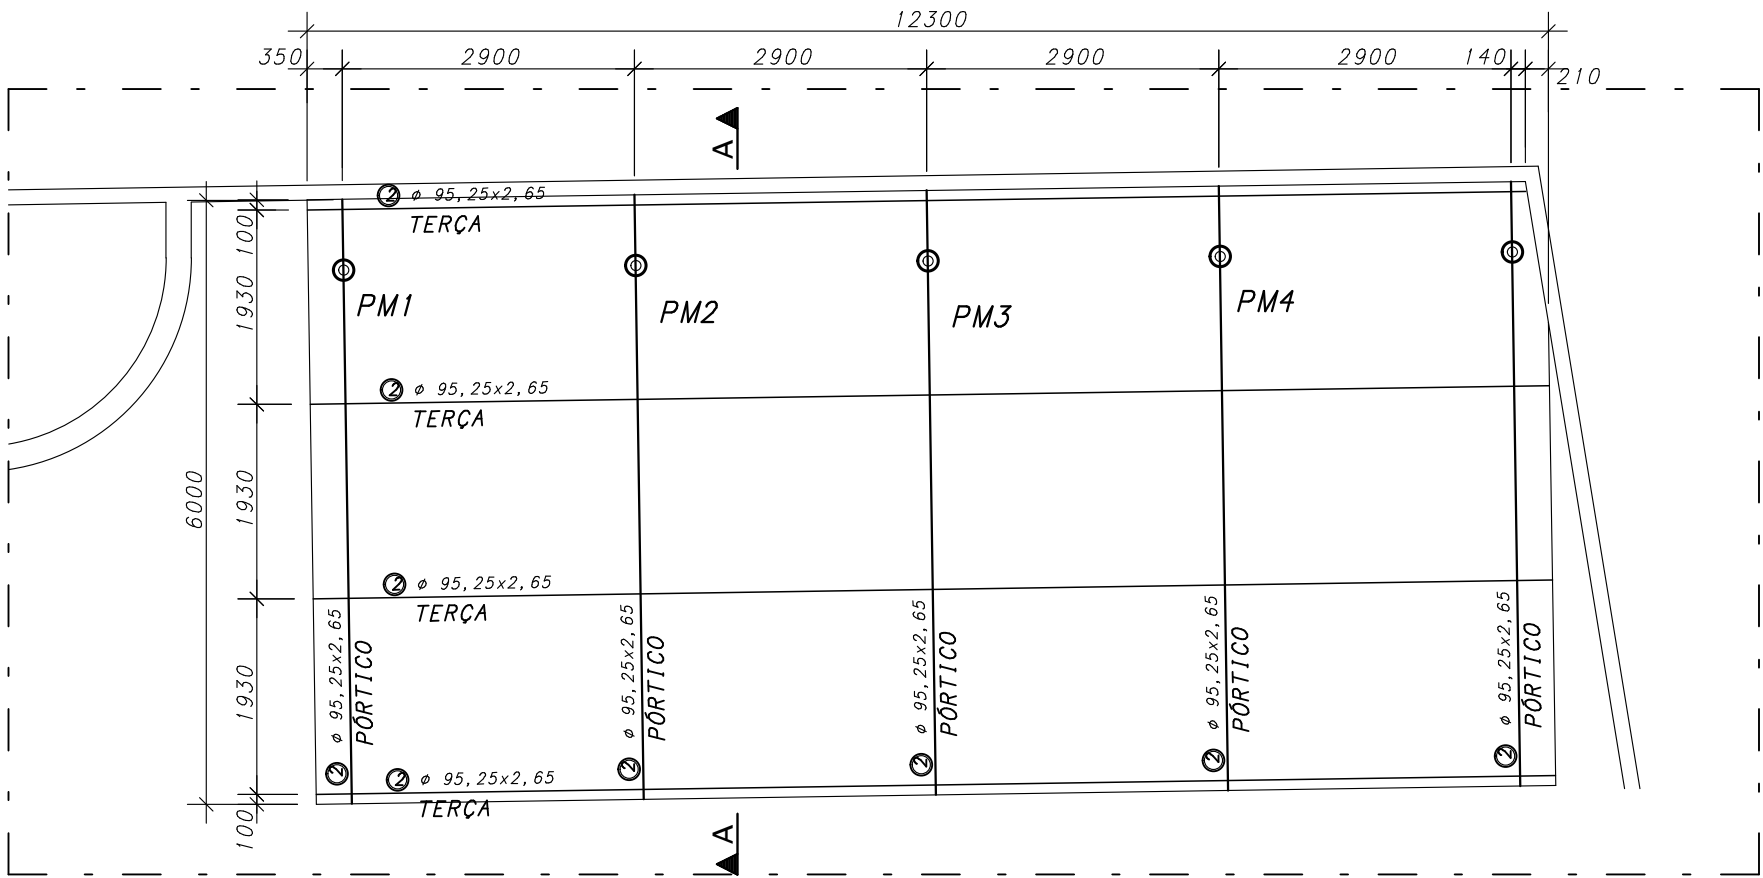 12300
350
2900
2900
2900
2900
140
210
A
② ø 95,25x2,65
TERÇA
100
1930
PM1
PM2
PM3
PM4
② ø 95,25x2,65
TERÇA
6000
1930
② ø 95,25x2,65
TERÇA
1930
② ø 95,25x2,65
PÓRTICO
② ø 95,25x2,65
PÓRTICO
② ø 95,25x2,65
PÓRTICO
② ø 95,25x2,65
PÓRTICO
② ø 95,25x2,65
PÓRTICO
② ø 95,25x2,65
TERÇA
100
A